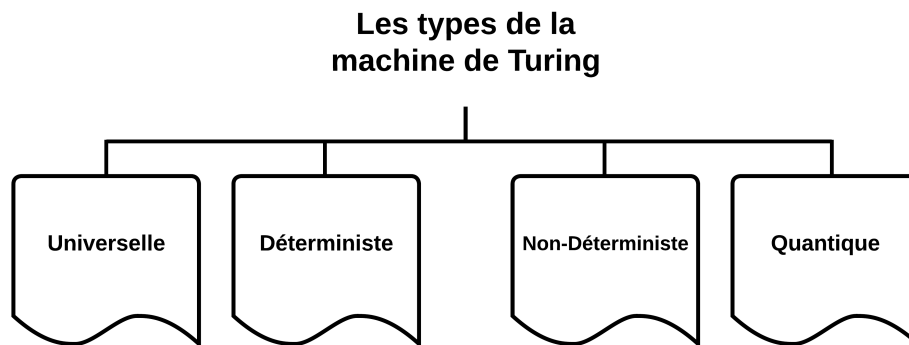 Les types de la
machine de Turing
Universelle
Déterministe
Non-Déterministe
Quantique